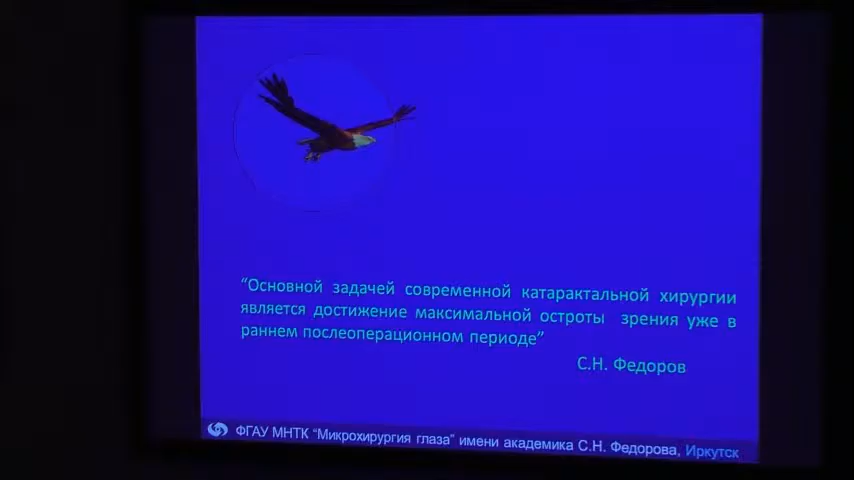 “Основной задачей современной катарактальной хирургии
является достижение максимальной остроты зрения уже в
раннем послеоперационном периоде”
С.Н. Федоров
ФГАУ МНТК “Микрохирургия глаза” имени академика С.Н. Федорова, Иркутск